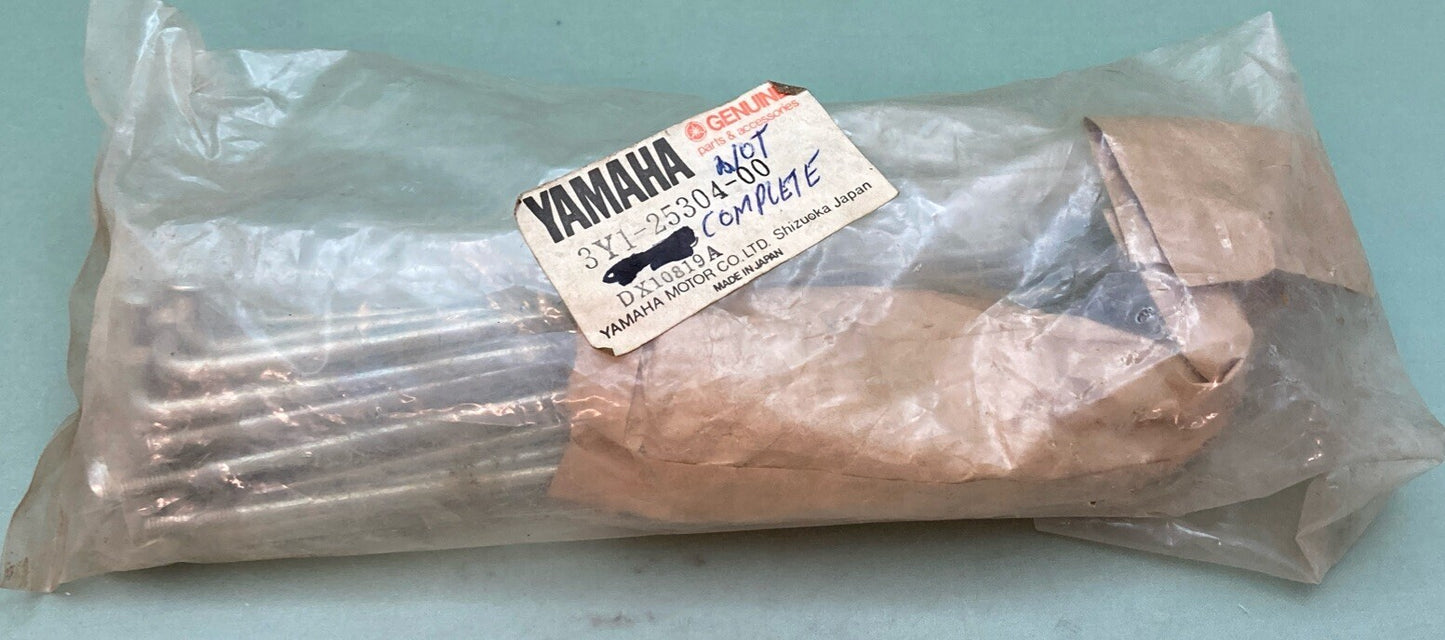 GENUINE
parts & accessories
YAMAHA
NOT
3Y1-25304-00
COMPLETE
DX10819A
YAMAHA MOTOR CO.LTD. Shizuoka Japan
MADE IN JAPAN